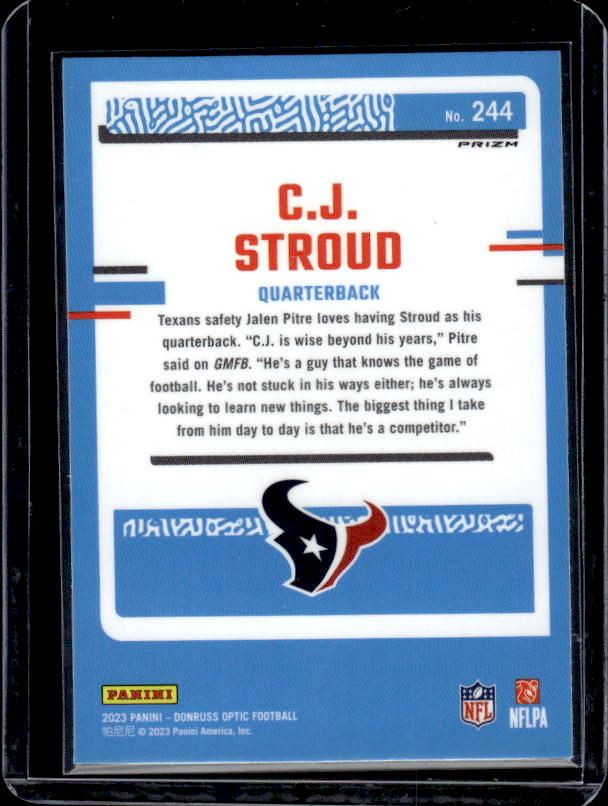 No. 244
PRIZM
C.J.
STROUD
QUARTERBACK
Texans safety Jalen Pitre loves having Stroud as his
quarterback. “C.J. is wise beyond his years,” Pitre
said on GMFB. “He’s a guy that knows the game of
football. He’s not stuck in his ways either; he’s always
looking to learn new things. The biggest thing I take
from him day to day is that he’s a competitor.”
PANINI
2023 PANINI – DONRUSS OPTIC FOOTBALL
帕尼尼 © 2023 Panini America, Inc.
NFL
NFLPA